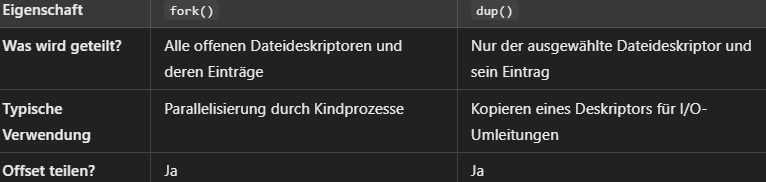 Eigenschaft fork() dup()
Was wird geteilt? Alle offenen Dateideskriptoren und Nur der ausgewählte Dateideskriptor und
deren Einträge sein Eintrag
Typische Parallelisierung durch Kindprozesse Kopieren eines Deskriptors für I/O-
Verwendung Umleitungen
Offset teilen? Ja Ja